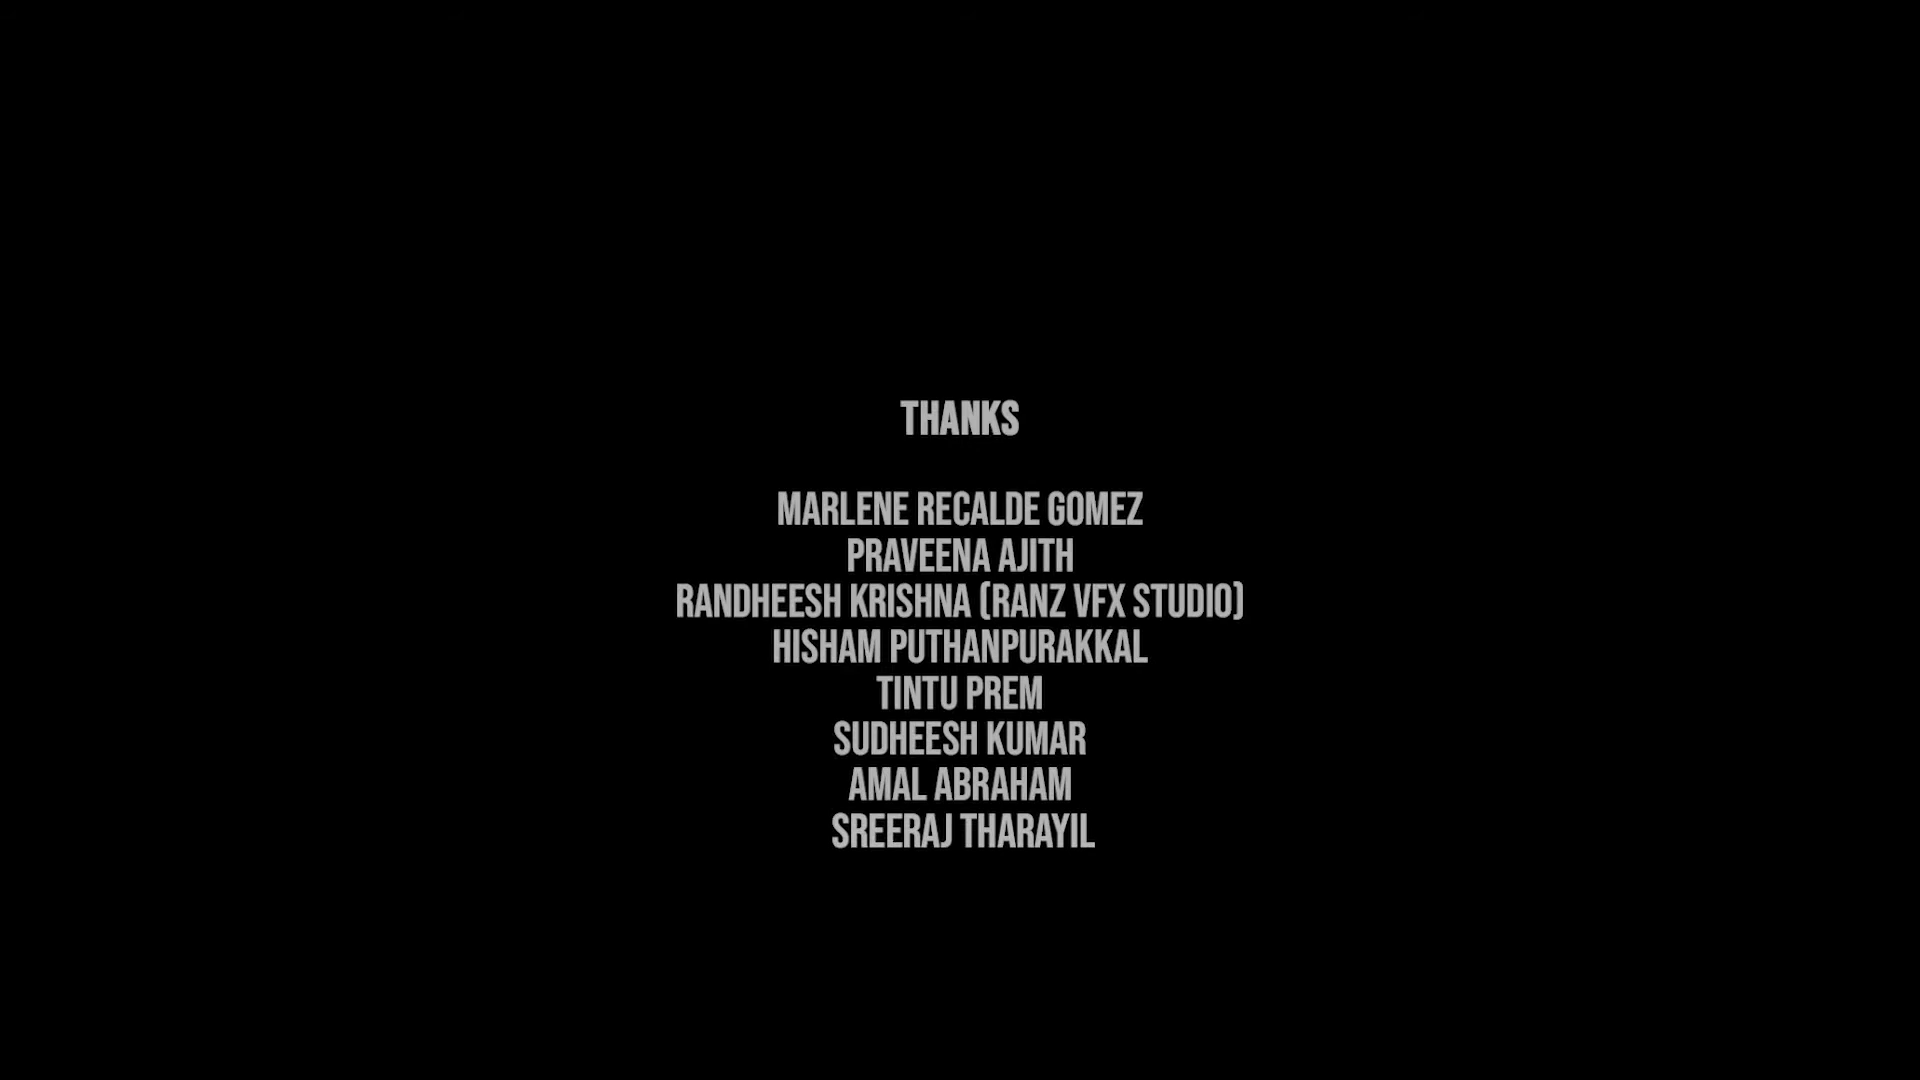 THANKS
MARLENE RECALDE GOMEZ
PRAVEENA AJITH
RANDHEESH KRISHNA (RANZ VFX STUDIO)
HISHAM PUTHANPURAKKAL
TINTU PREM
SUDHEESH KUMAR
AMAL ABRAHAM
SREERAJ THARAYIL